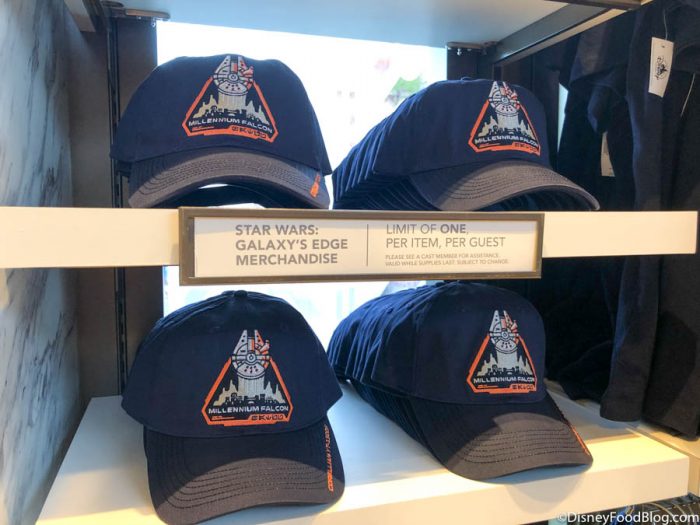 MILLENNIUM FALCON
MILLENNIUM FALCON
STAR WARS:
GALAXY'S EDGE
MERCHANDISE
LIMIT OF ONE,
PER ITEM, PER GUEST
PLEASE SEE A CAST MEMBER FOR ASSISTANCE.
VALID WHILE SUPPLIES LAST. SUBJECT TO CHANGE.
MILLENNIUM FALCON
MILLENNIUM FALCON
©DisneyFoodBlog.com